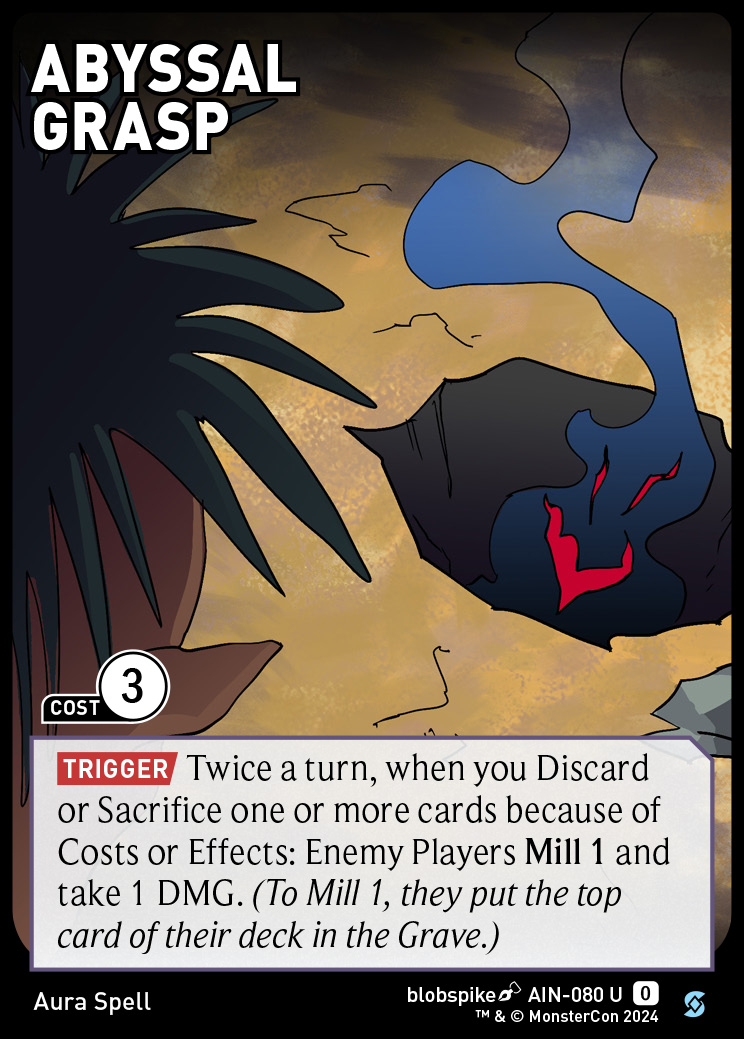 ABYSSAL
GRASP
COST 3
TRIGGER Twice a turn, when you Discard
or Sacrifice one or more cards because of
Costs or Effects: Enemy Players Mill 1 and
take 1 DMG. (To Mill 1, they put the top
card of their deck in the Grave.)
Aura Spell
blobspike AIN-080 U 0
™ & © MonsterCon 2024